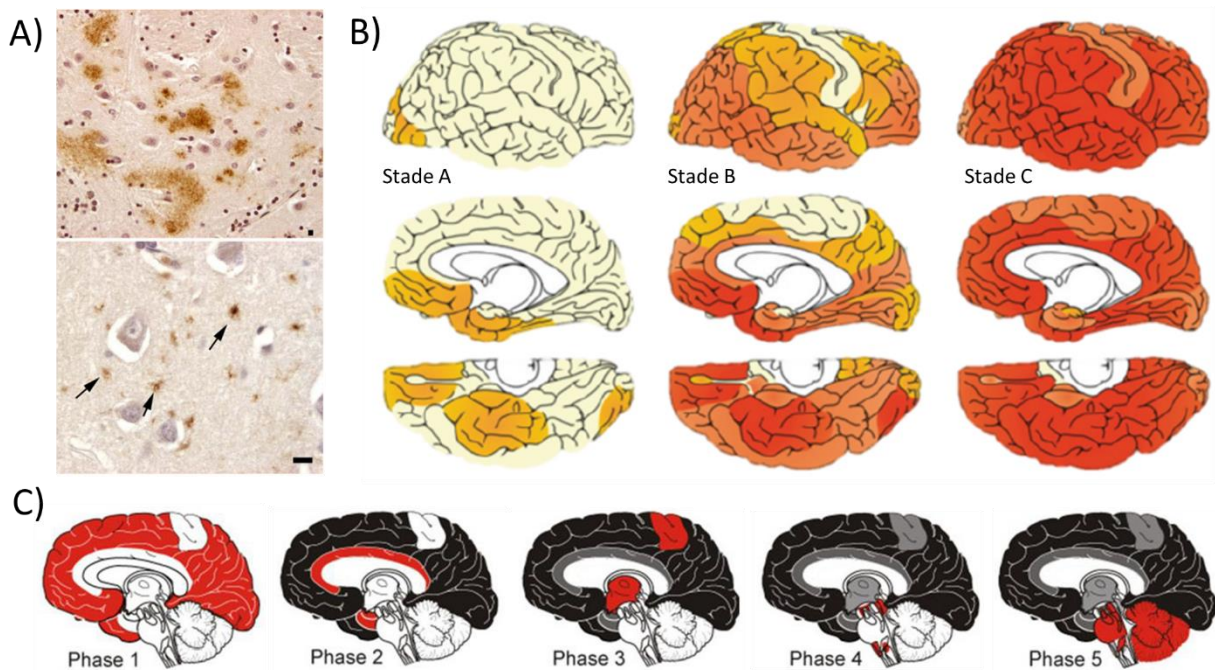 A)
B)
Stade A
Stade B
Stade C
C)
Phase 1
Phase 2
Phase 3
Phase 4
Phase 5